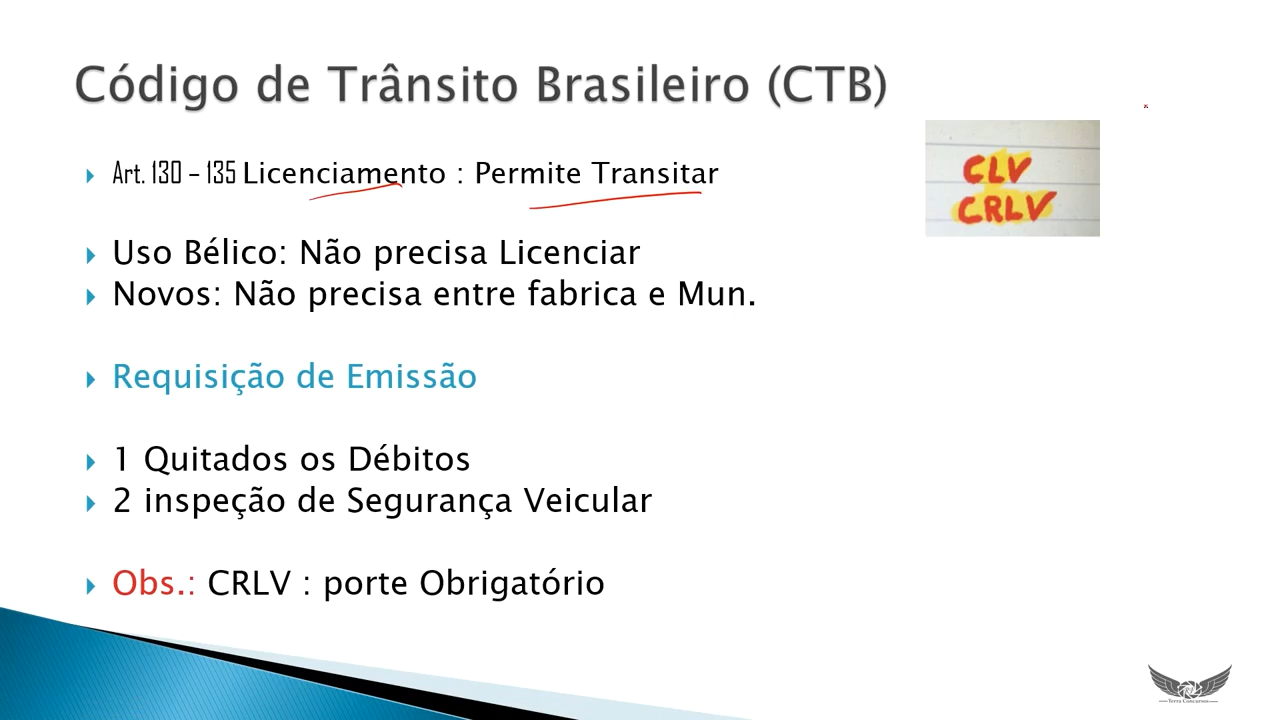 Código de Trânsito Brasileiro (CTB)
Art. 130 – 135 Licenciamento : Permite Transitar
CLV
CRLV
Uso Bélico: Não precisa Licenciar
Novos: Não precisa entre fabrica e Mun.
Requisição de Emissão
1 Quitados os Débitos
2 inspeção de Segurança Veicular
Obs.: CRLV : porte Obrigatório
Terra Concursos